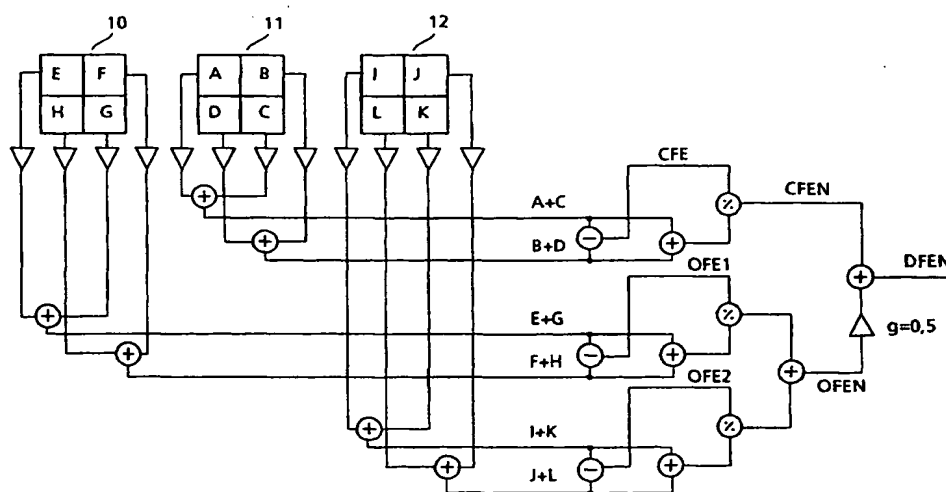 10
11
12
E F
H G
A B
D C
I J
L K
CFE
A+C
CFEN
B+D
OFE1
DFEN
E+G
g=0,5
F+H
OFE2
OFEN
I+K
J+L
+ + + + + +
− + %
− + %
− + %
+ +